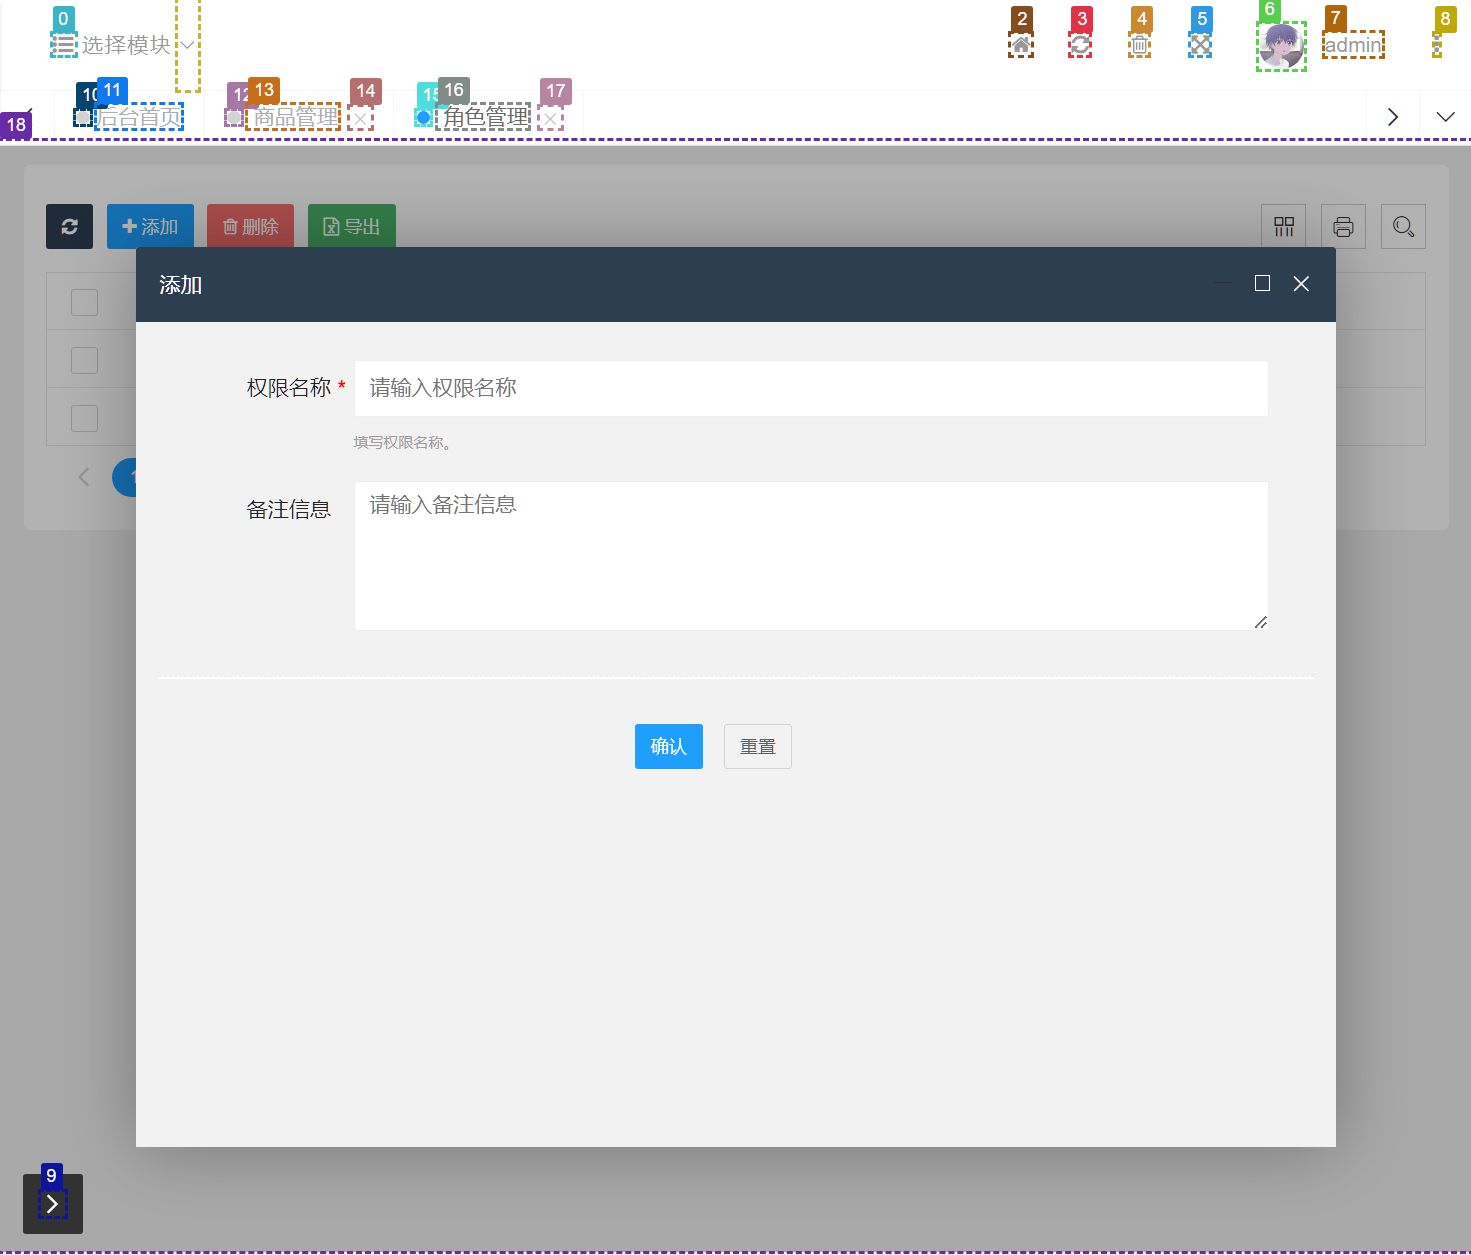 0 2 3 4 5 6 7 8
选择模块 admin
10 11 12 13 14 15 16 17
18 后台首页 商品管理 角色管理
添加 删除 导出
添加
权限名称 * 请输入权限名称
填写权限名称。
备注信息 请输入备注信息
确认 重置
9